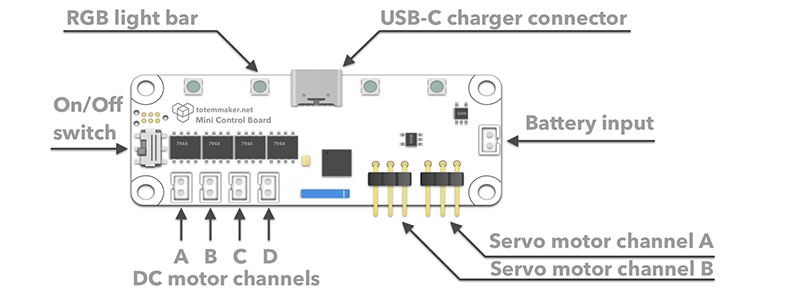 RGB light bar
USB-C charger connector
On/Off
switch
totemmaker.net
Mini Control Board
Battery input
7944 7944 7944 7944
A B C D
DC motor channels
Servo motor channel A
Servo motor channel B